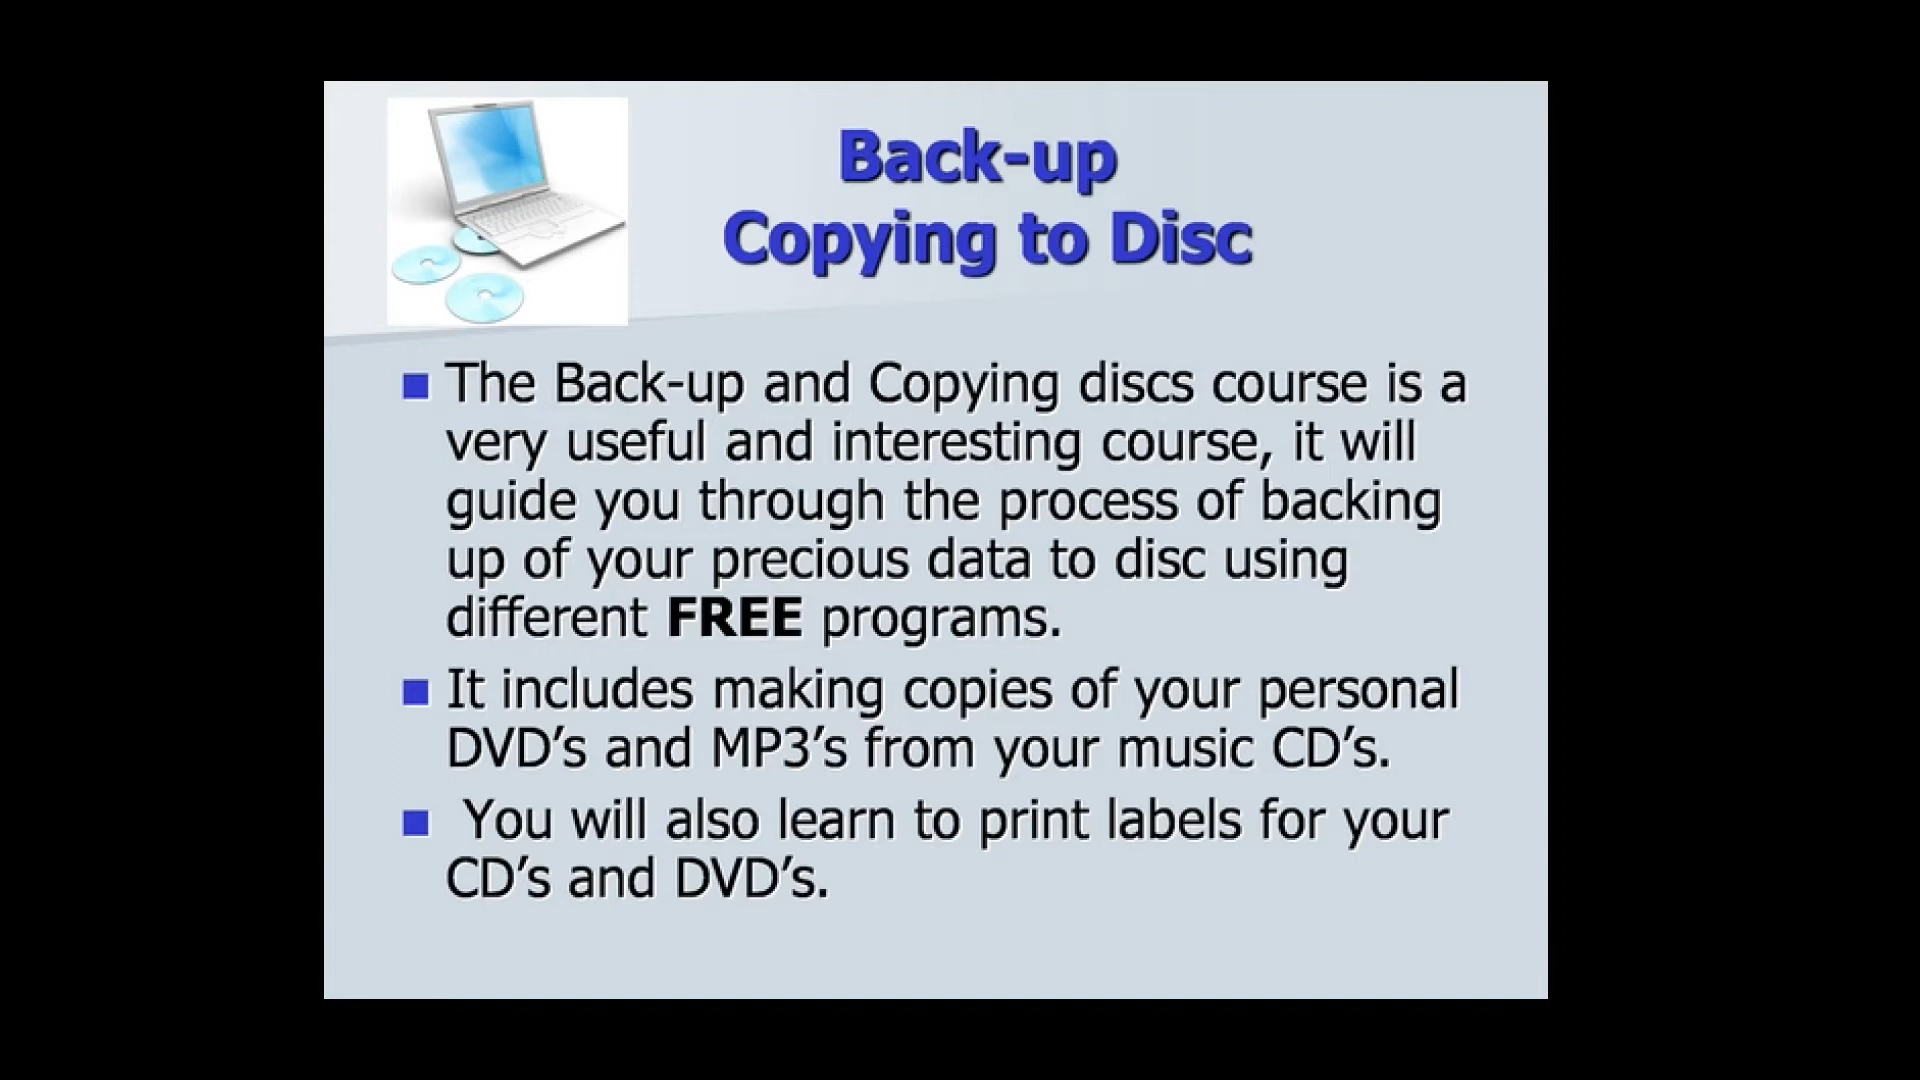 Back-up
Copying to Disc
■ The Back-up and Copying discs course is a
very useful and interesting course, it will
guide you through the process of backing
up of your precious data to disc using
different FREE programs.
■ It includes making copies of your personal
DVD’s and MP3’s from your music CD’s.
■ You will also learn to print labels for your
CD’s and DVD’s.